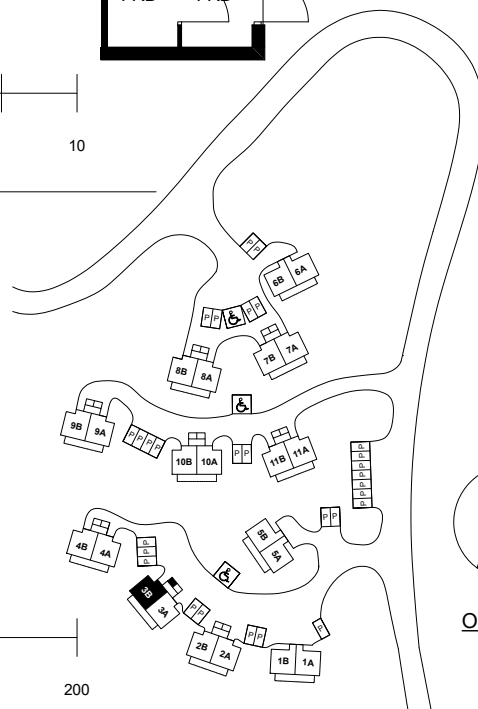 10
P P
6B 6A
P P P P
7B 7A
8B 8A
9B 9A
P P P P
10B 10A
P P
11B 11A
P P P P P P P
P P
5B 5A
4B 4A
P P P
3B 3A
P P
2B 2A
P P
P
1B 1A
O
200